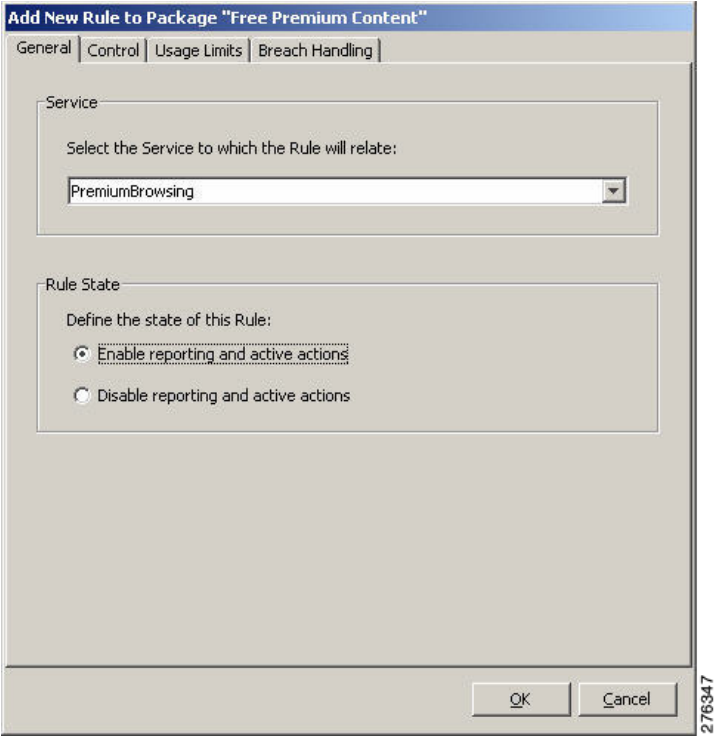 Add New Rule to Package "Free Premium Content"
General Control Usage Limits Breach Handling
Service
Select the Service to which the Rule will relate:
PremiumBrowsing
Rule State
Define the state of this Rule:
Enable reporting and active actions
Disable reporting and active actions
OK Cancel
276347